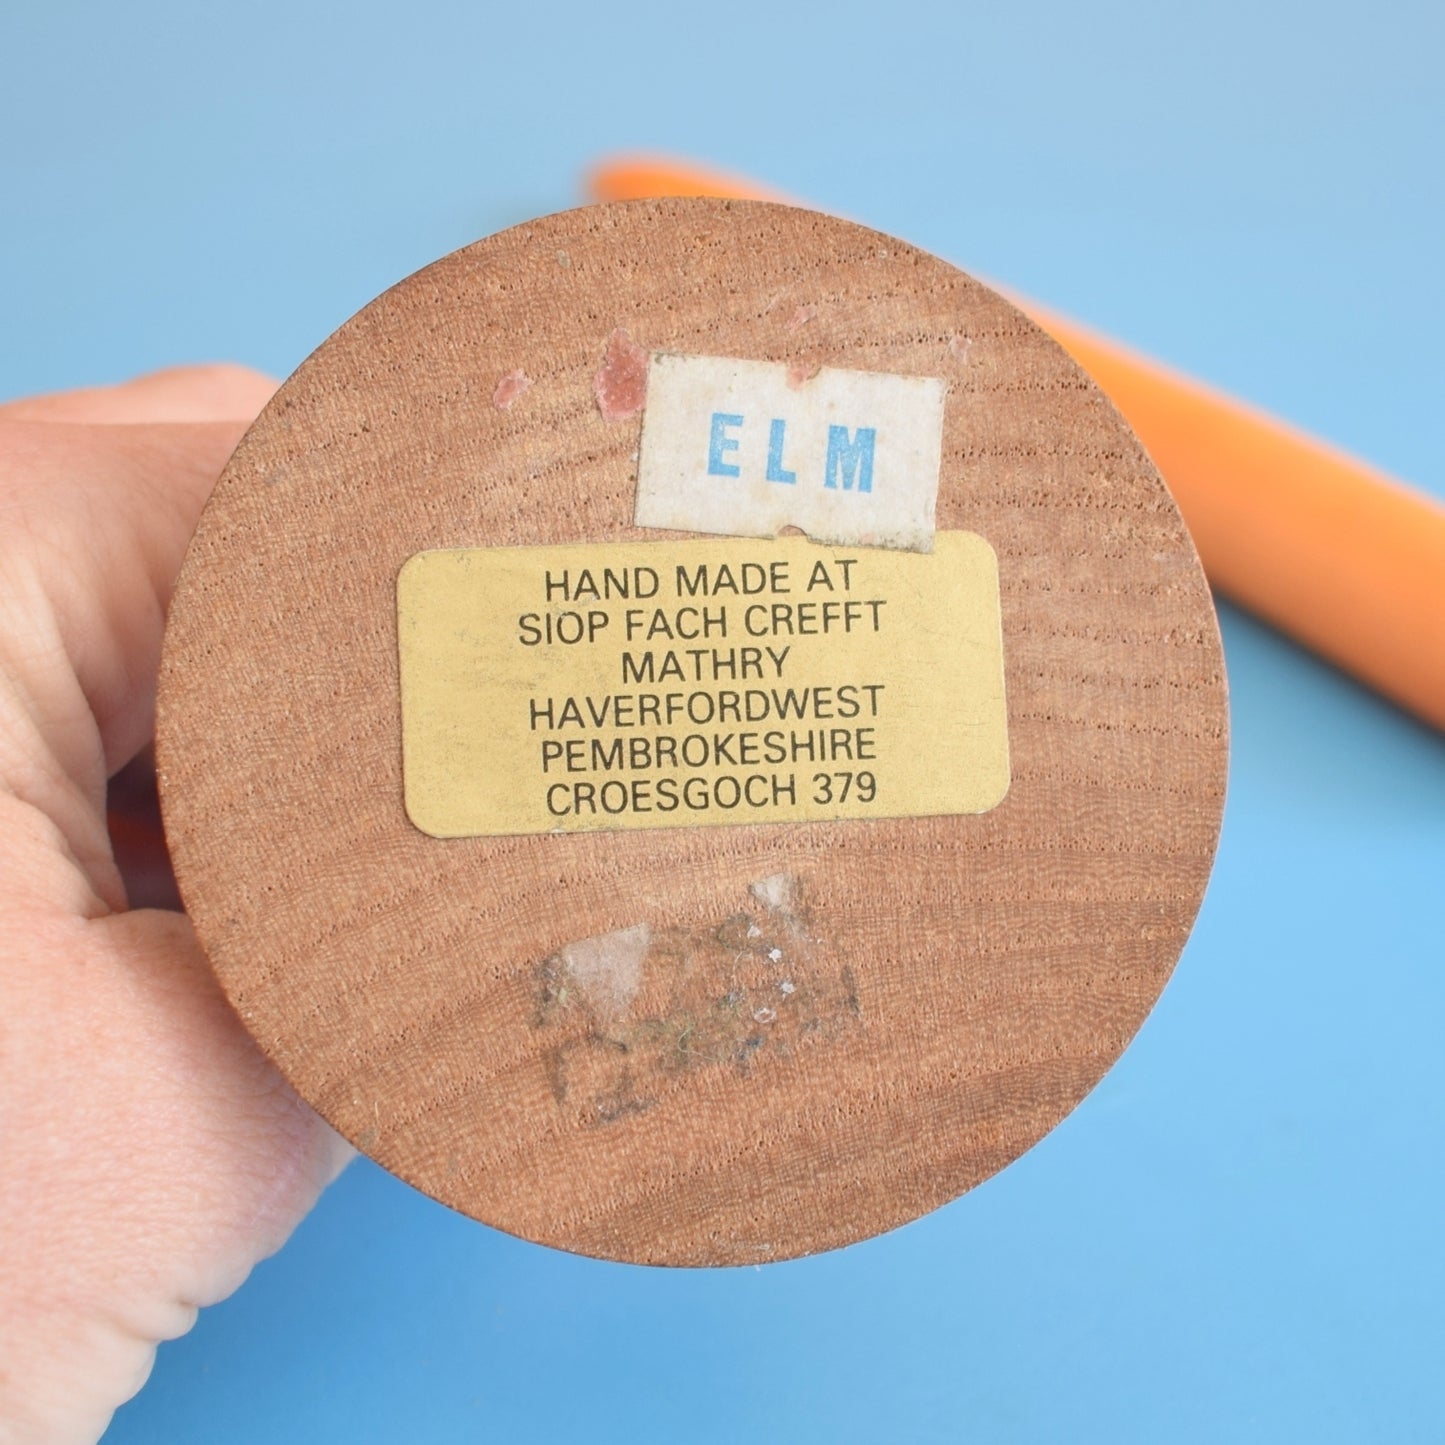 ELM
HAND MADE AT
SIOP FACH CREFFT
MATHRY
HAVERFORDWEST
PEMBROKESHIRE
CROESGOCH 379